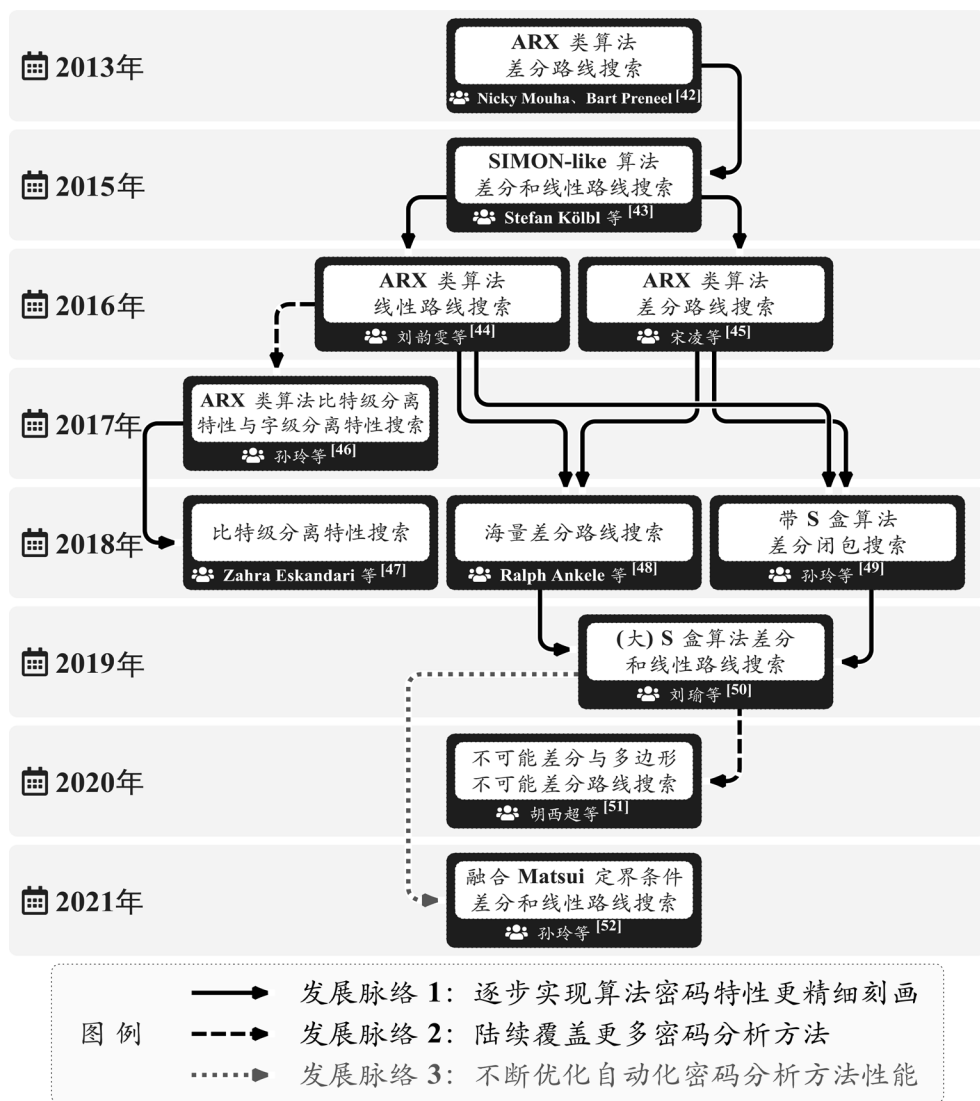 2013年
ARX 类算法
差分路线搜索
Nicky Mouha、Bart Preneel[42]
2015年
SIMON-like 算法
差分和线性路线搜索
Stefan Kölbl 等[43]
2016年
ARX 类算法
线性路线搜索
刘韵雯等[44]
ARX 类算法
差分路线搜索
宋凌等[45]
2017年
ARX 类算法比特级分离
特性与字级分离特性搜索
孙玲等[46]
2018年
比特级分离特性搜索
Zahra Eskandari 等[47]
海量差分路线搜索
Ralph Ankele 等[48]
带 S 盒算法
差分闭包搜索
孙玲等[49]
2019年
(大) S 盒算法差分
和线性路线搜索
刘瑜等[50]
2020年
不可能差分与多边形
不可能差分路线搜索
胡西超等[51]
2021年
融合 Matsui 定界条件
差分和线性路线搜索
孙玲等[52]
图例
发展脉络 1：逐步实现算法密码特性更精细刻画
发展脉络 2：陆续覆盖更多密码分析方法
发展脉络 3：不断优化自动化密码分析方法性能